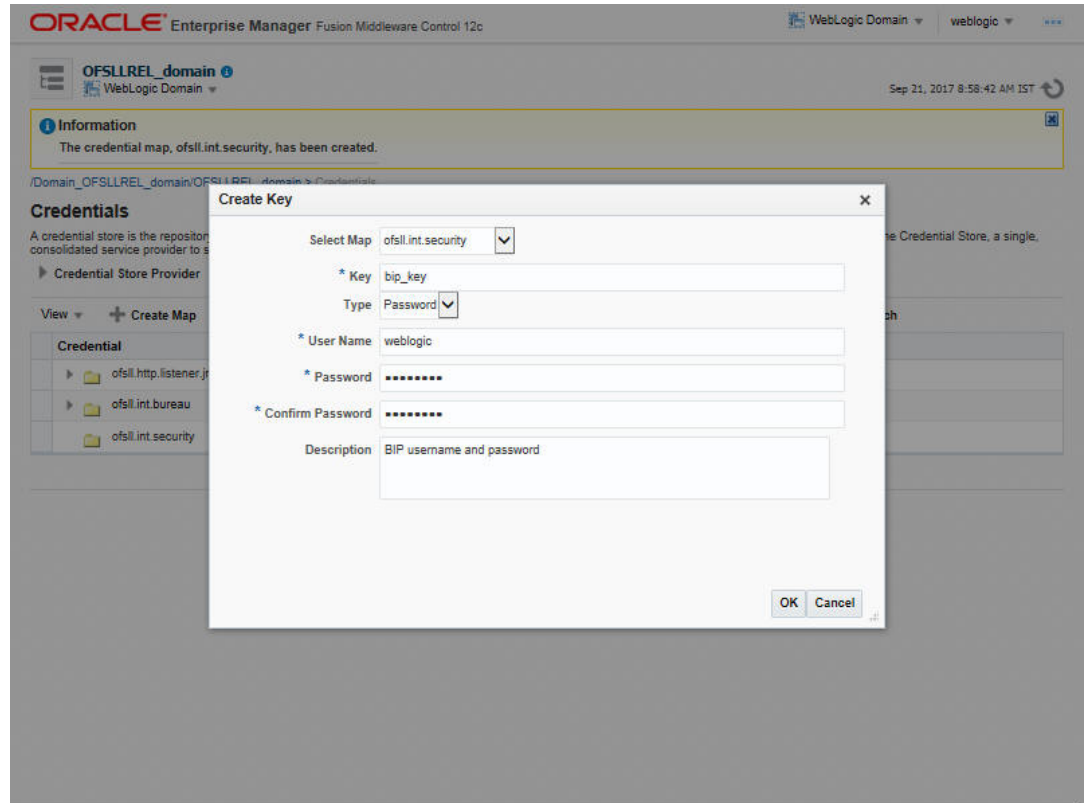 ORACLE Enterprise Manager Fusion Middleware Control 12c
WebLogic Domain weblogic
OFSLLREL_domain
WebLogic Domain
Sep 21, 2017 8:58:42 AM IST
Information
The credential map, ofsll.int.security, has been created.
/Domain_OFSLLREL_domain/OFSLLREL_domain > Credentials
Create Key
Credentials
A credential store is the repository
e Credential Store, a single,
consolidated service provider to s
Select Map ofsll.int.security
* Key bip_key
Credential Store Provider
Type Password
View Create Map
Credential
* User Name weblogic
ofsll.http.listener.jr
* Password ••••••••
ofsll.int.bureau
* Confirm Password ••••••••
ofsll.int.security
Description BIP username and password
OK Cancel